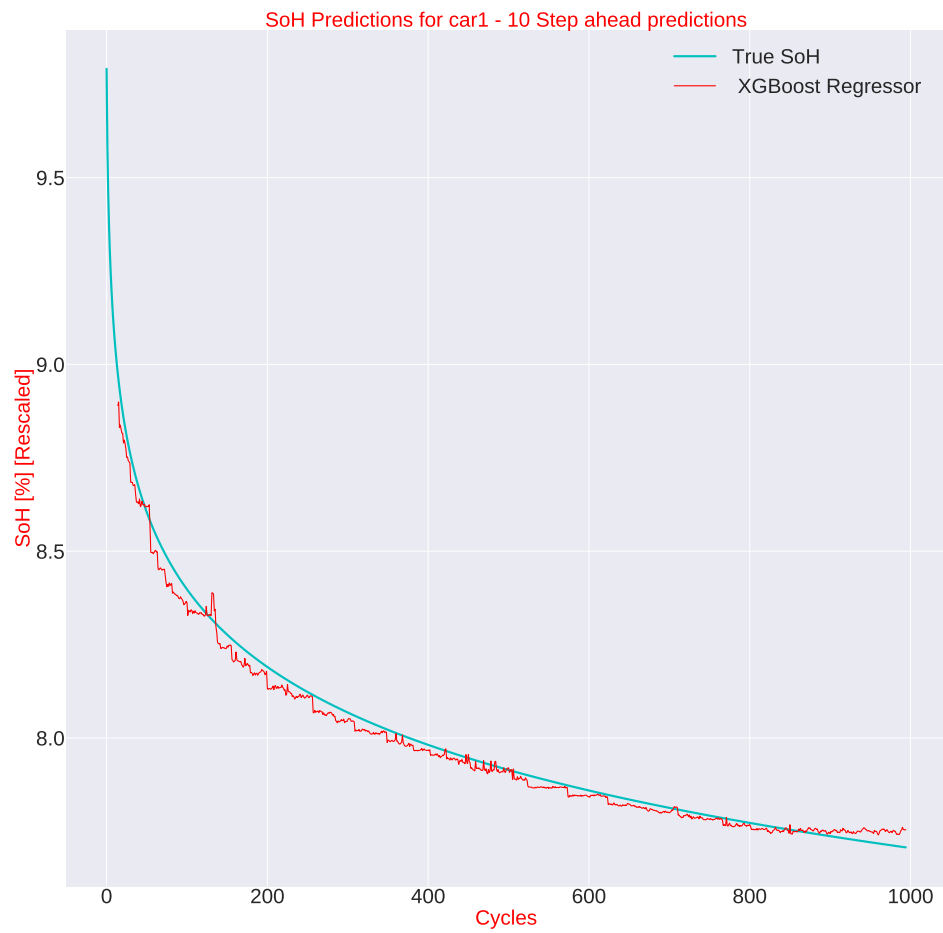 SoH Predictions for car1 - 10 Step ahead predictions
True SoH
XGBoost Regressor
SoH [%] [Rescaled]
9.5
9.0
8.5
8.0
0 200 400 600 800 1000
Cycles